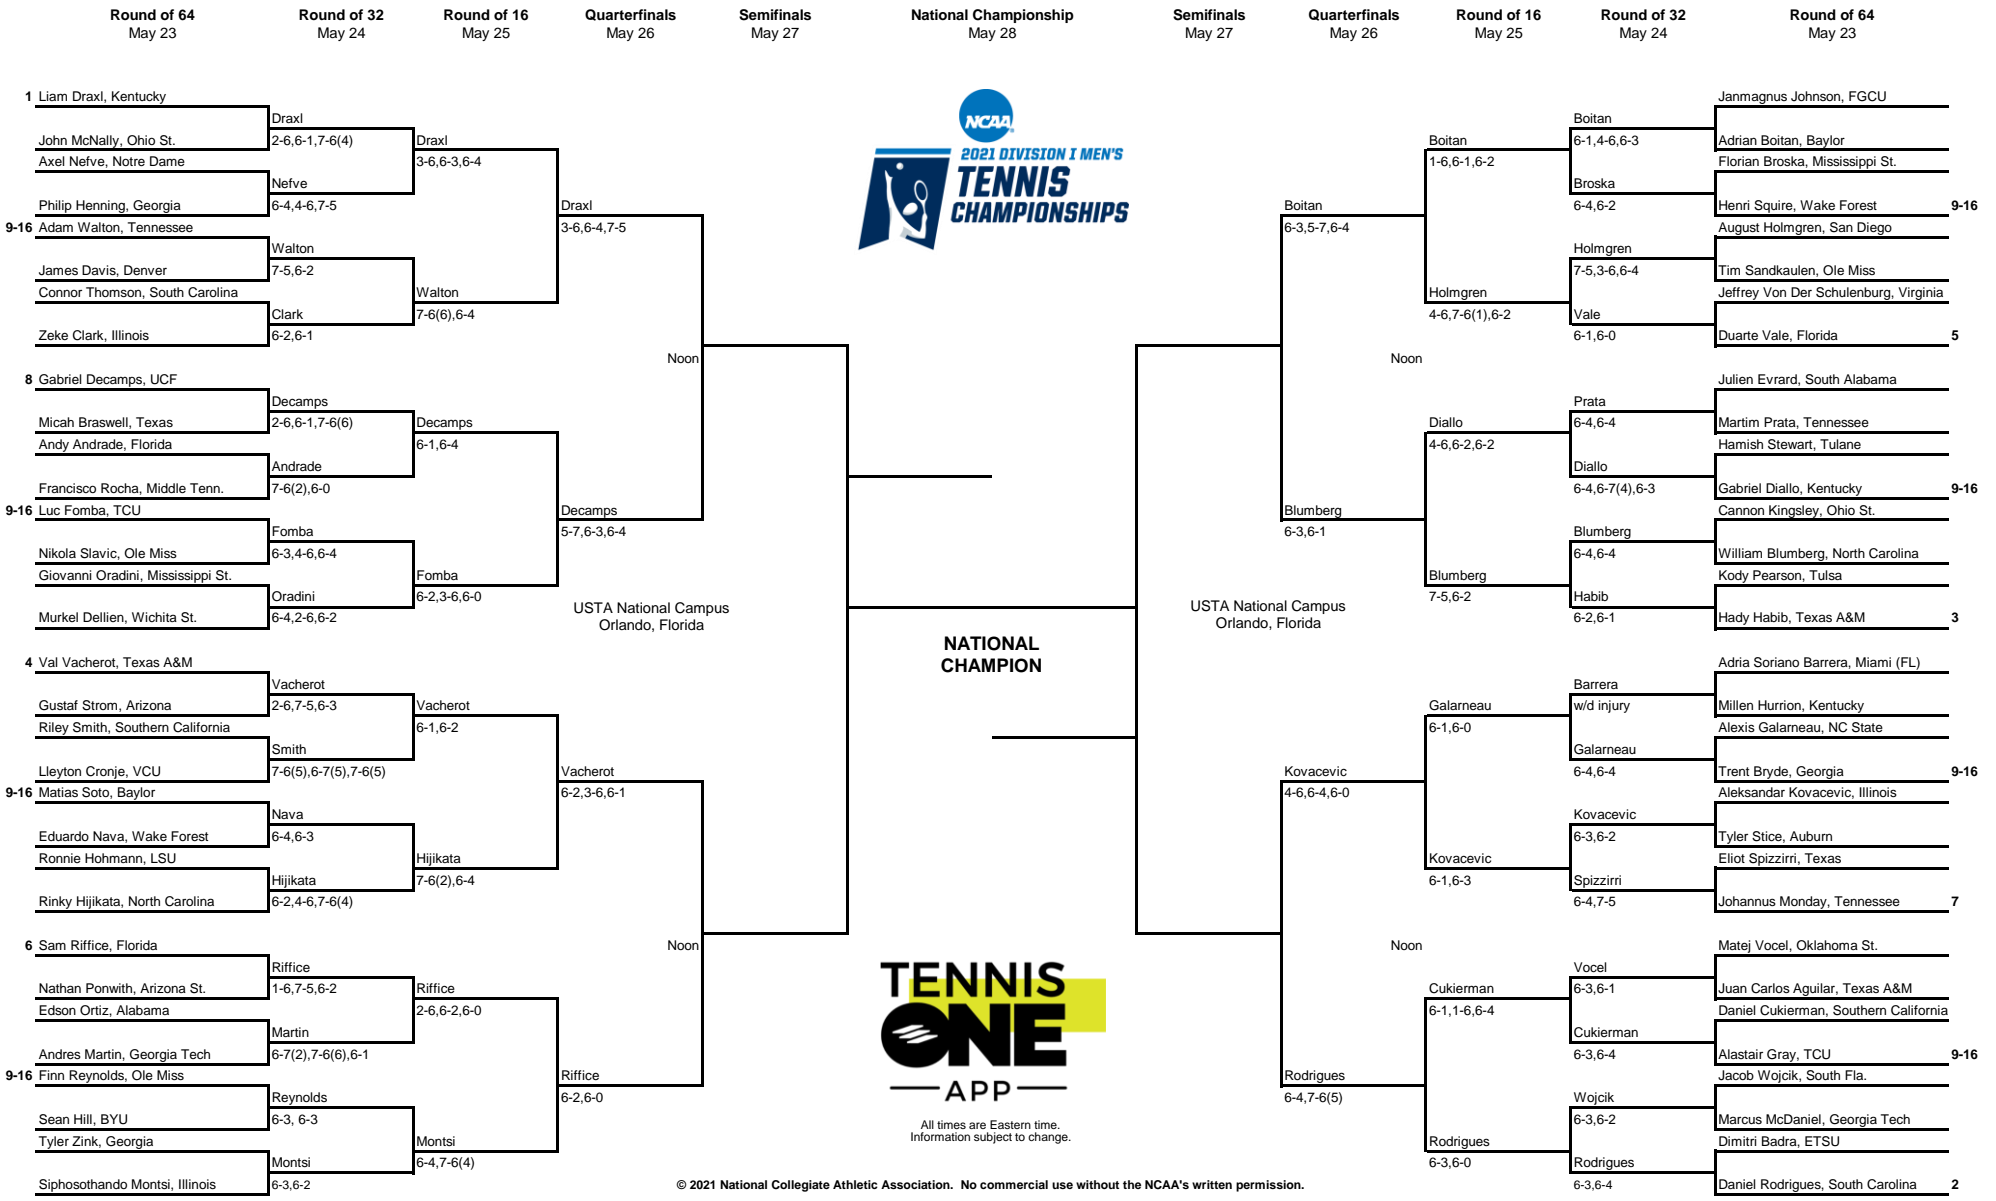 Round of 64
May 23
Round of 32
May 24
Round of 16
May 25
Quarterfinals
May 26
Semifinals
May 27
National Championship
May 28
Semifinals
May 27
Quarterfinals
May 26
Round of 16
May 25
Round of 32
May 24
Round of 64
May 23
1 Liam Draxl, Kentucky
John McNally, Ohio St.
Axel Nefve, Notre Dame
Philip Henning, Georgia
9-16 Adam Walton, Tennessee
James Davis, Denver
Connor Thomson, South Carolina
Zeke Clark, Illinois
8 Gabriel Decamps, UCF
Micah Braswell, Texas
Andy Andrade, Florida
Francisco Rocha, Middle Tenn.
9-16 Luc Fomba, TCU
Nikola Slavic, Ole Miss
Giovanni Oradini, Mississippi St.
Murkel Dellien, Wichita St.
4 Val Vacherot, Texas A&M
Gustaf Strom, Arizona
Riley Smith, Southern California
Lleyton Cronje, VCU
9-16 Matias Soto, Baylor
Eduardo Nava, Wake Forest
Ronnie Hohmann, LSU
Rinky Hijikata, North Carolina
6 Sam Riffice, Florida
Nathan Ponwith, Arizona St.
Edson Ortiz, Alabama
Andres Martin, Georgia Tech
9-16 Finn Reynolds, Ole Miss
Sean Hill, BYU
Tyler Zink, Georgia
Siphosothando Montsi, Illinois
Draxl
2-6,6-1,7-6(4)
Nefve
6-4,4-6,7-5
Walton
7-5,6-2
Clark
6-2,6-1
Decamps
2-6,6-1,7-6(6)
Andrade
7-6(2),6-0
Fomba
6-3,4-6,6-4
Oradini
6-4,2-6,6-2
Vacherot
2-6,7-5,6-3
Smith
7-6(5),6-7(5),7-6(5)
Nava
6-4,6-3
Hijikata
6-2,4-6,7-6(4)
Riffice
1-6,7-5,6-2
Martin
6-7(2),7-6(6),6-1
Reynolds
6-3, 6-3
Montsi
6-3,6-2
Draxl
3-6,6-3,6-4
Walton
7-6(6),6-4
Decamps
6-1,6-4
Fomba
6-2,3-6,6-0
Vacherot
6-1,6-2
Hijikata
7-6(2),6-4
Riffice
2-6,6-2,6-0
Montsi
6-4,7-6(4)
Draxl
3-6,6-4,7-5
Noon
Decamps
5-7,6-3,6-4
USTA National Campus
Orlando, Florida
Vacherot
6-2,3-6,6-1
Noon
Riffice
6-2,6-0
NCAA
2021 DIVISION I MEN'S
TENNIS
CHAMPIONSHIPS
NATIONAL
CHAMPION
TENNIS
ONE
APP
All times are Eastern time.
Information subject to change.
Boitan
6-3,5-7,6-4
Noon
Blumberg
6-3,6-1
USTA National Campus
Orlando, Florida
Kovacevic
4-6,6-4,6-0
Noon
Rodrigues
6-4,7-6(5)
Boitan
1-6,6-1,6-2
Holmgren
4-6,7-6(1),6-2
Diallo
4-6,6-2,6-2
Blumberg
7-5,6-2
Galarneau
6-1,6-0
Kovacevic
6-1,6-3
Cukierman
6-1,1-6,6-4
Rodrigues
6-3,6-0
Boitan
6-1,4-6,6-3
Broska
6-4,6-2
Holmgren
7-5,3-6,6-4
Vale
6-1,6-0
Prata
6-4,6-4
Diallo
6-4,6-7(4),6-3
Blumberg
6-4,6-4
Habib
6-2,6-1
Barrera
w/d injury
Galarneau
6-4,6-4
Kovacevic
6-3,6-2
Spizzirri
6-4,7-5
Vocel
6-3,6-1
Cukierman
6-3,6-4
Wojcik
6-3,6-2
Rodrigues
6-3,6-4
Janmagnus Johnson, FGCU
Adrian Boitan, Baylor
Florian Broska, Mississippi St.
Henri Squire, Wake Forest 9-16
August Holmgren, San Diego
Tim Sandkaulen, Ole Miss
Jeffrey Von Der Schulenburg, Virginia
Duarte Vale, Florida 5
Julien Evrard, South Alabama
Martim Prata, Tennessee
Hamish Stewart, Tulane
Gabriel Diallo, Kentucky 9-16
Cannon Kingsley, Ohio St.
William Blumberg, North Carolina
Kody Pearson, Tulsa
Hady Habib, Texas A&M 3
Adria Soriano Barrera, Miami (FL)
Millen Hurrion, Kentucky
Alexis Galarneau, NC State
Trent Bryde, Georgia 9-16
Aleksandar Kovacevic, Illinois
Tyler Stice, Auburn
Eliot Spizzirri, Texas
Johannus Monday, Tennessee 7
Matej Vocel, Oklahoma St.
Juan Carlos Aguilar, Texas A&M
Daniel Cukierman, Southern California
Alastair Gray, TCU 9-16
Jacob Wojcik, South Fla.
Marcus McDaniel, Georgia Tech
Dimitri Badra, ETSU
Daniel Rodrigues, South Carolina 2
© 2021 National Collegiate Athletic Association. No commercial use without the NCAA's written permission.